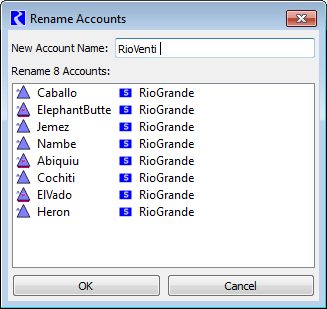 Rename Accounts
New Account Name: RioVenti
Rename 8 Accounts:
Caballo S RioGrande
ElephantButte S RioGrande
Jemez S RioGrande
Nambe S RioGrande
Abiquiu S RioGrande
Cochiti S RioGrande
ElVado S RioGrande
Heron S RioGrande
OK Cancel